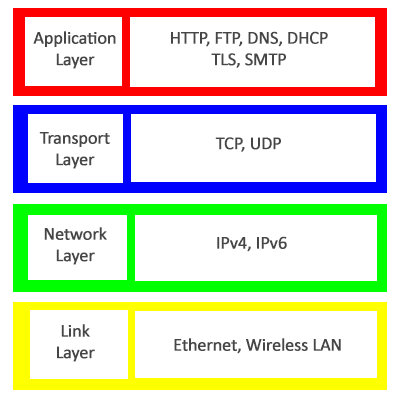 Application
Layer
HTTP, FTP, DNS, DHCP
TLS, SMTP
Transport
Layer
TCP, UDP
Network
Layer
IPv4, IPv6
Link
Layer
Ethernet, Wireless LAN